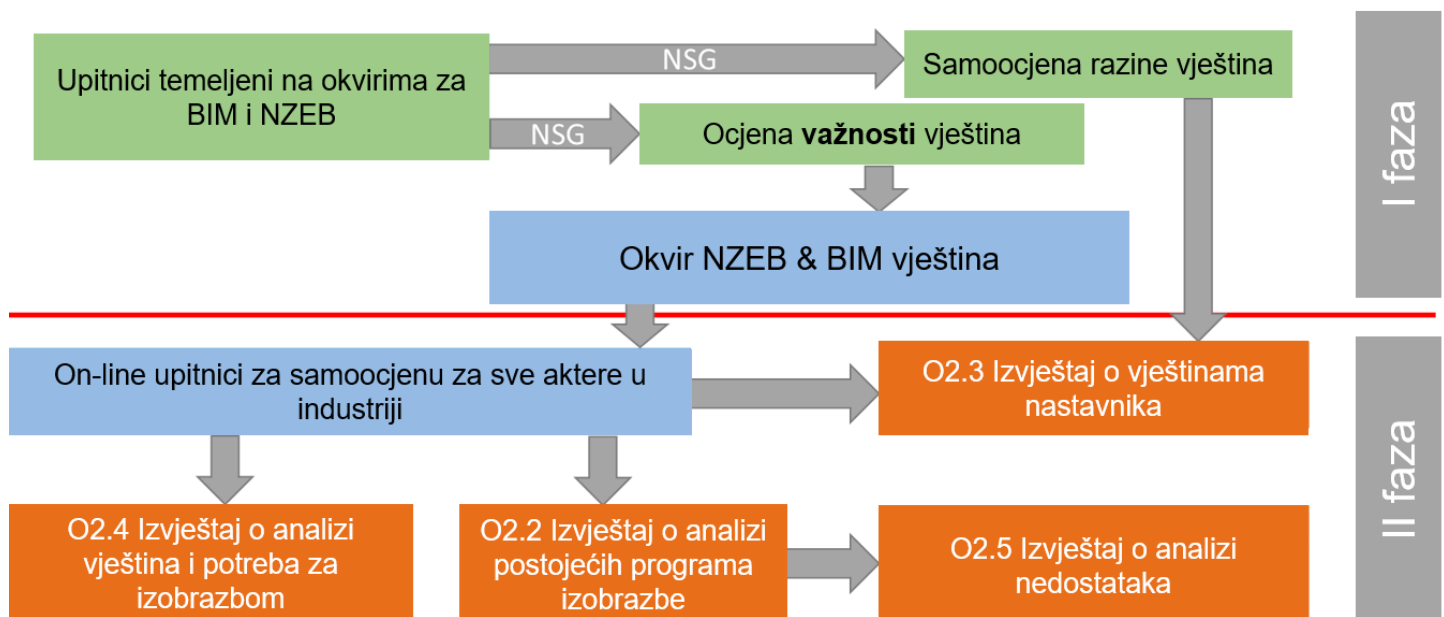 Upitnici temeljeni na okvirima za
BIM i NZEB
NSG
Samoocjena razine vještina
NSG
Ocjena važnosti vještina
Okvir NZEB & BIM vještina
I faza
On-line upitnici za samoocjenu za sve aktere u
industriji
O2.3 Izvještaj o vještinama
nastavnika
O2.4 Izvještaj o analizi
vještina i potreba za
izobrazbom
O2.2 Izvještaj o analizi
postojećih programa
izobrazbe
O2.5 Izvještaj o analizi
nedostataka
II faza